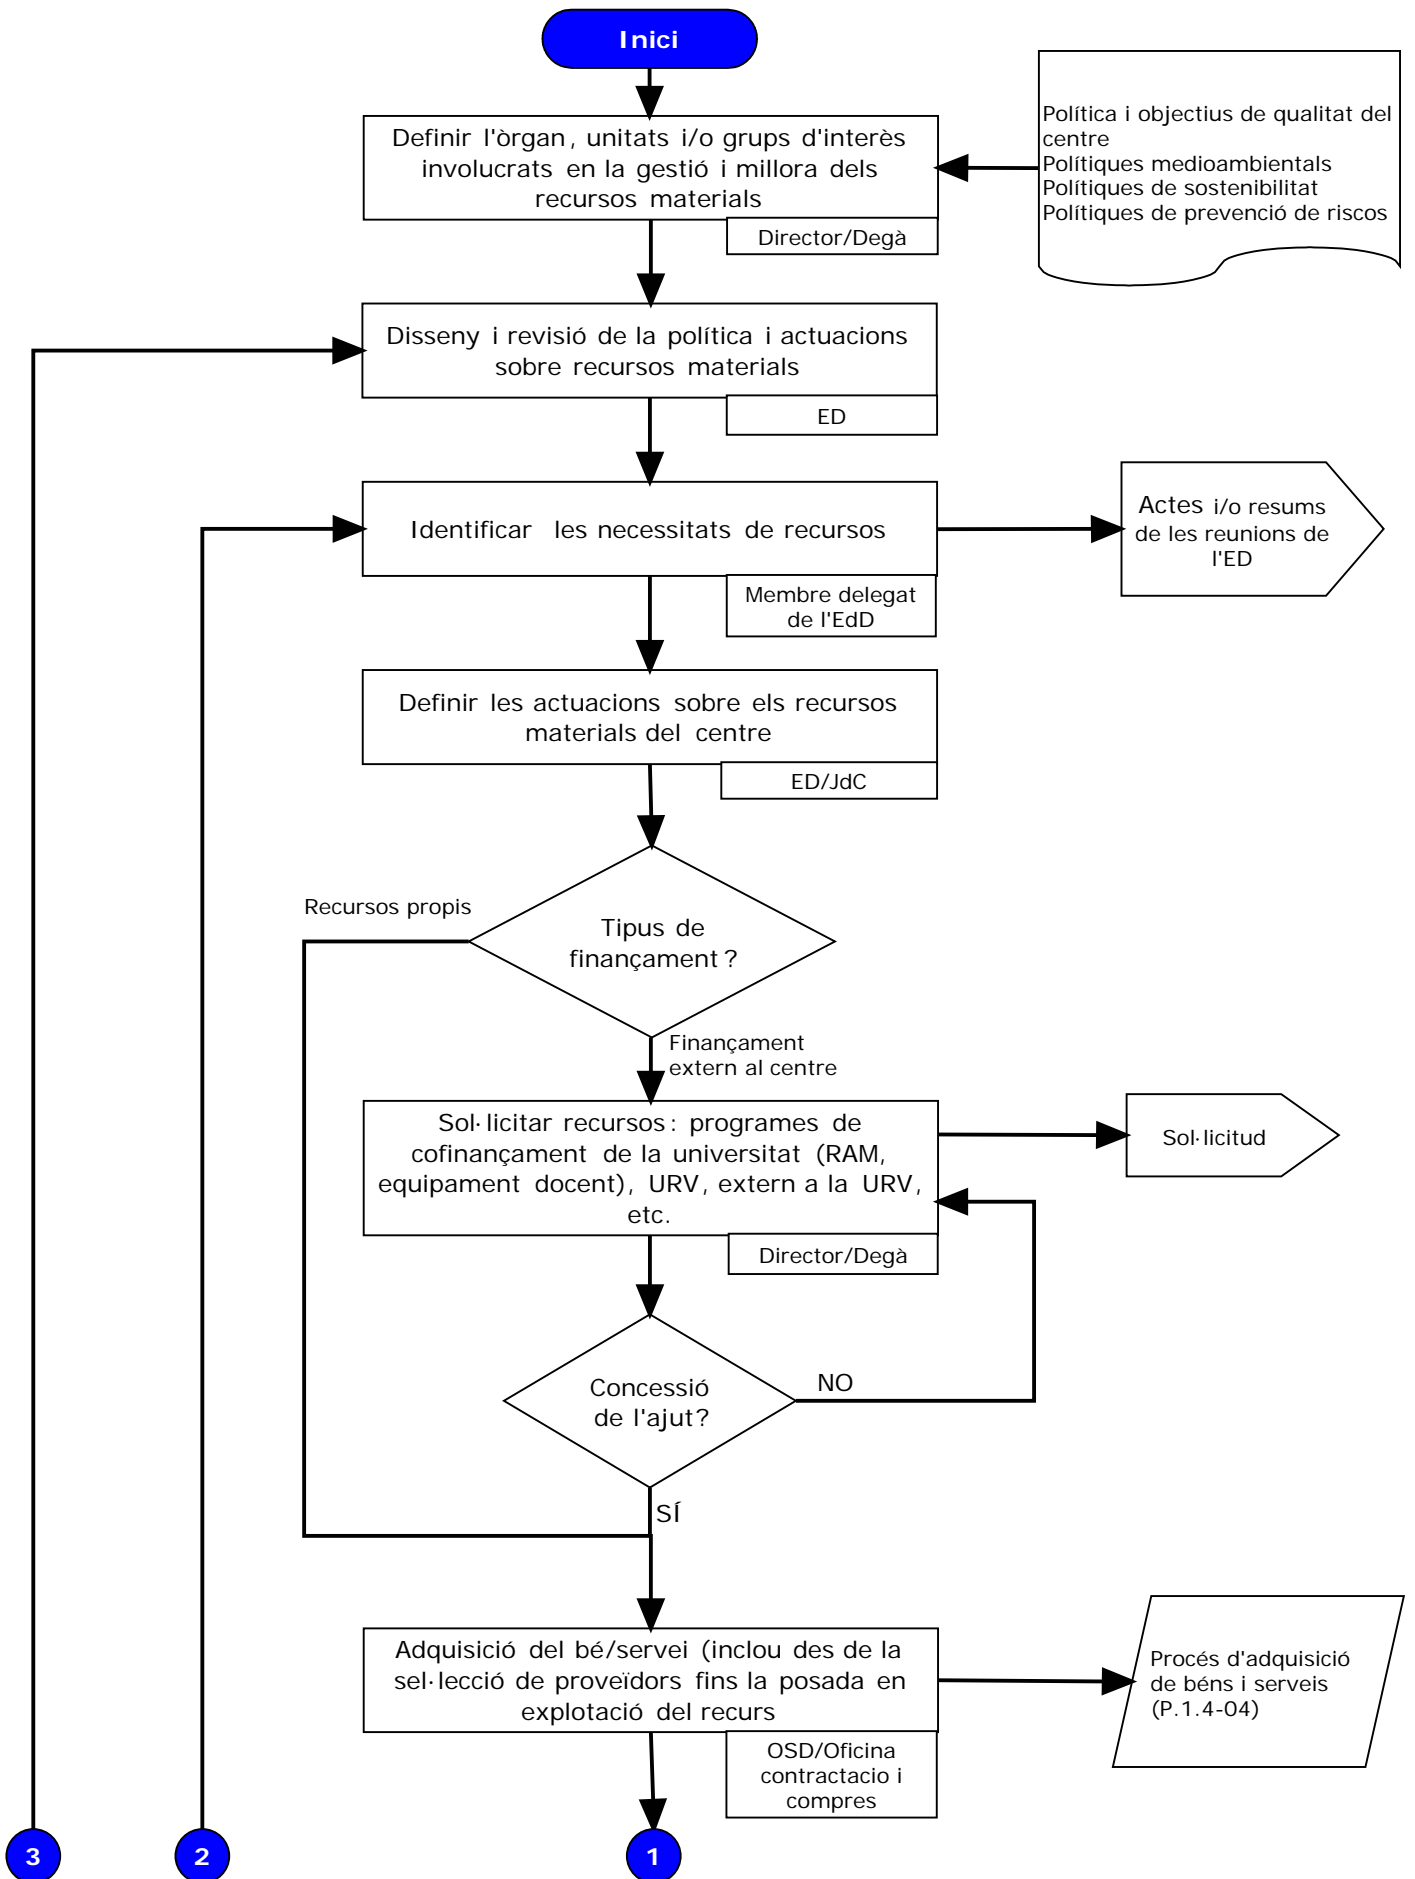 Inici
Política i objectius de qualitat del
centre
Polítiques medioambientals
Polítiques de sostenibilitat
Polítiques de prevenció de riscos
Definir l'òrgan, unitats i/o grups d'interès
involucrats en la gestió i millora dels
recursos materials
Director/Degà
Disseny i revisió de la política i actuacions
sobre recursos materials
ED
Identificar les necessitats de recursos
Membre delegat
de l'EdD
Actes i/o resums
de les reunions de
l'ED
Definir les actuacions sobre els recursos
materials del centre
ED/JdC
Recursos propis
Tipus de
finançament?
Finançament
extern al centre
Sol·licitar recursos: programes de
cofinançament de la universitat (RAM,
equipament docent), URV, extern a la URV,
etc.
Director/Degà
Sol·licitud
Concessió
de l'ajut?
NO
SÍ
Adquisició del bé/servei (inclou des de la
sel·lecció de proveïdors fins la posada en
explotació del recurs
OSD/Oficina
contractacio i
compres
Procés d'adquisició
de béns i serveis
(P.1.4-04)
3
2
1